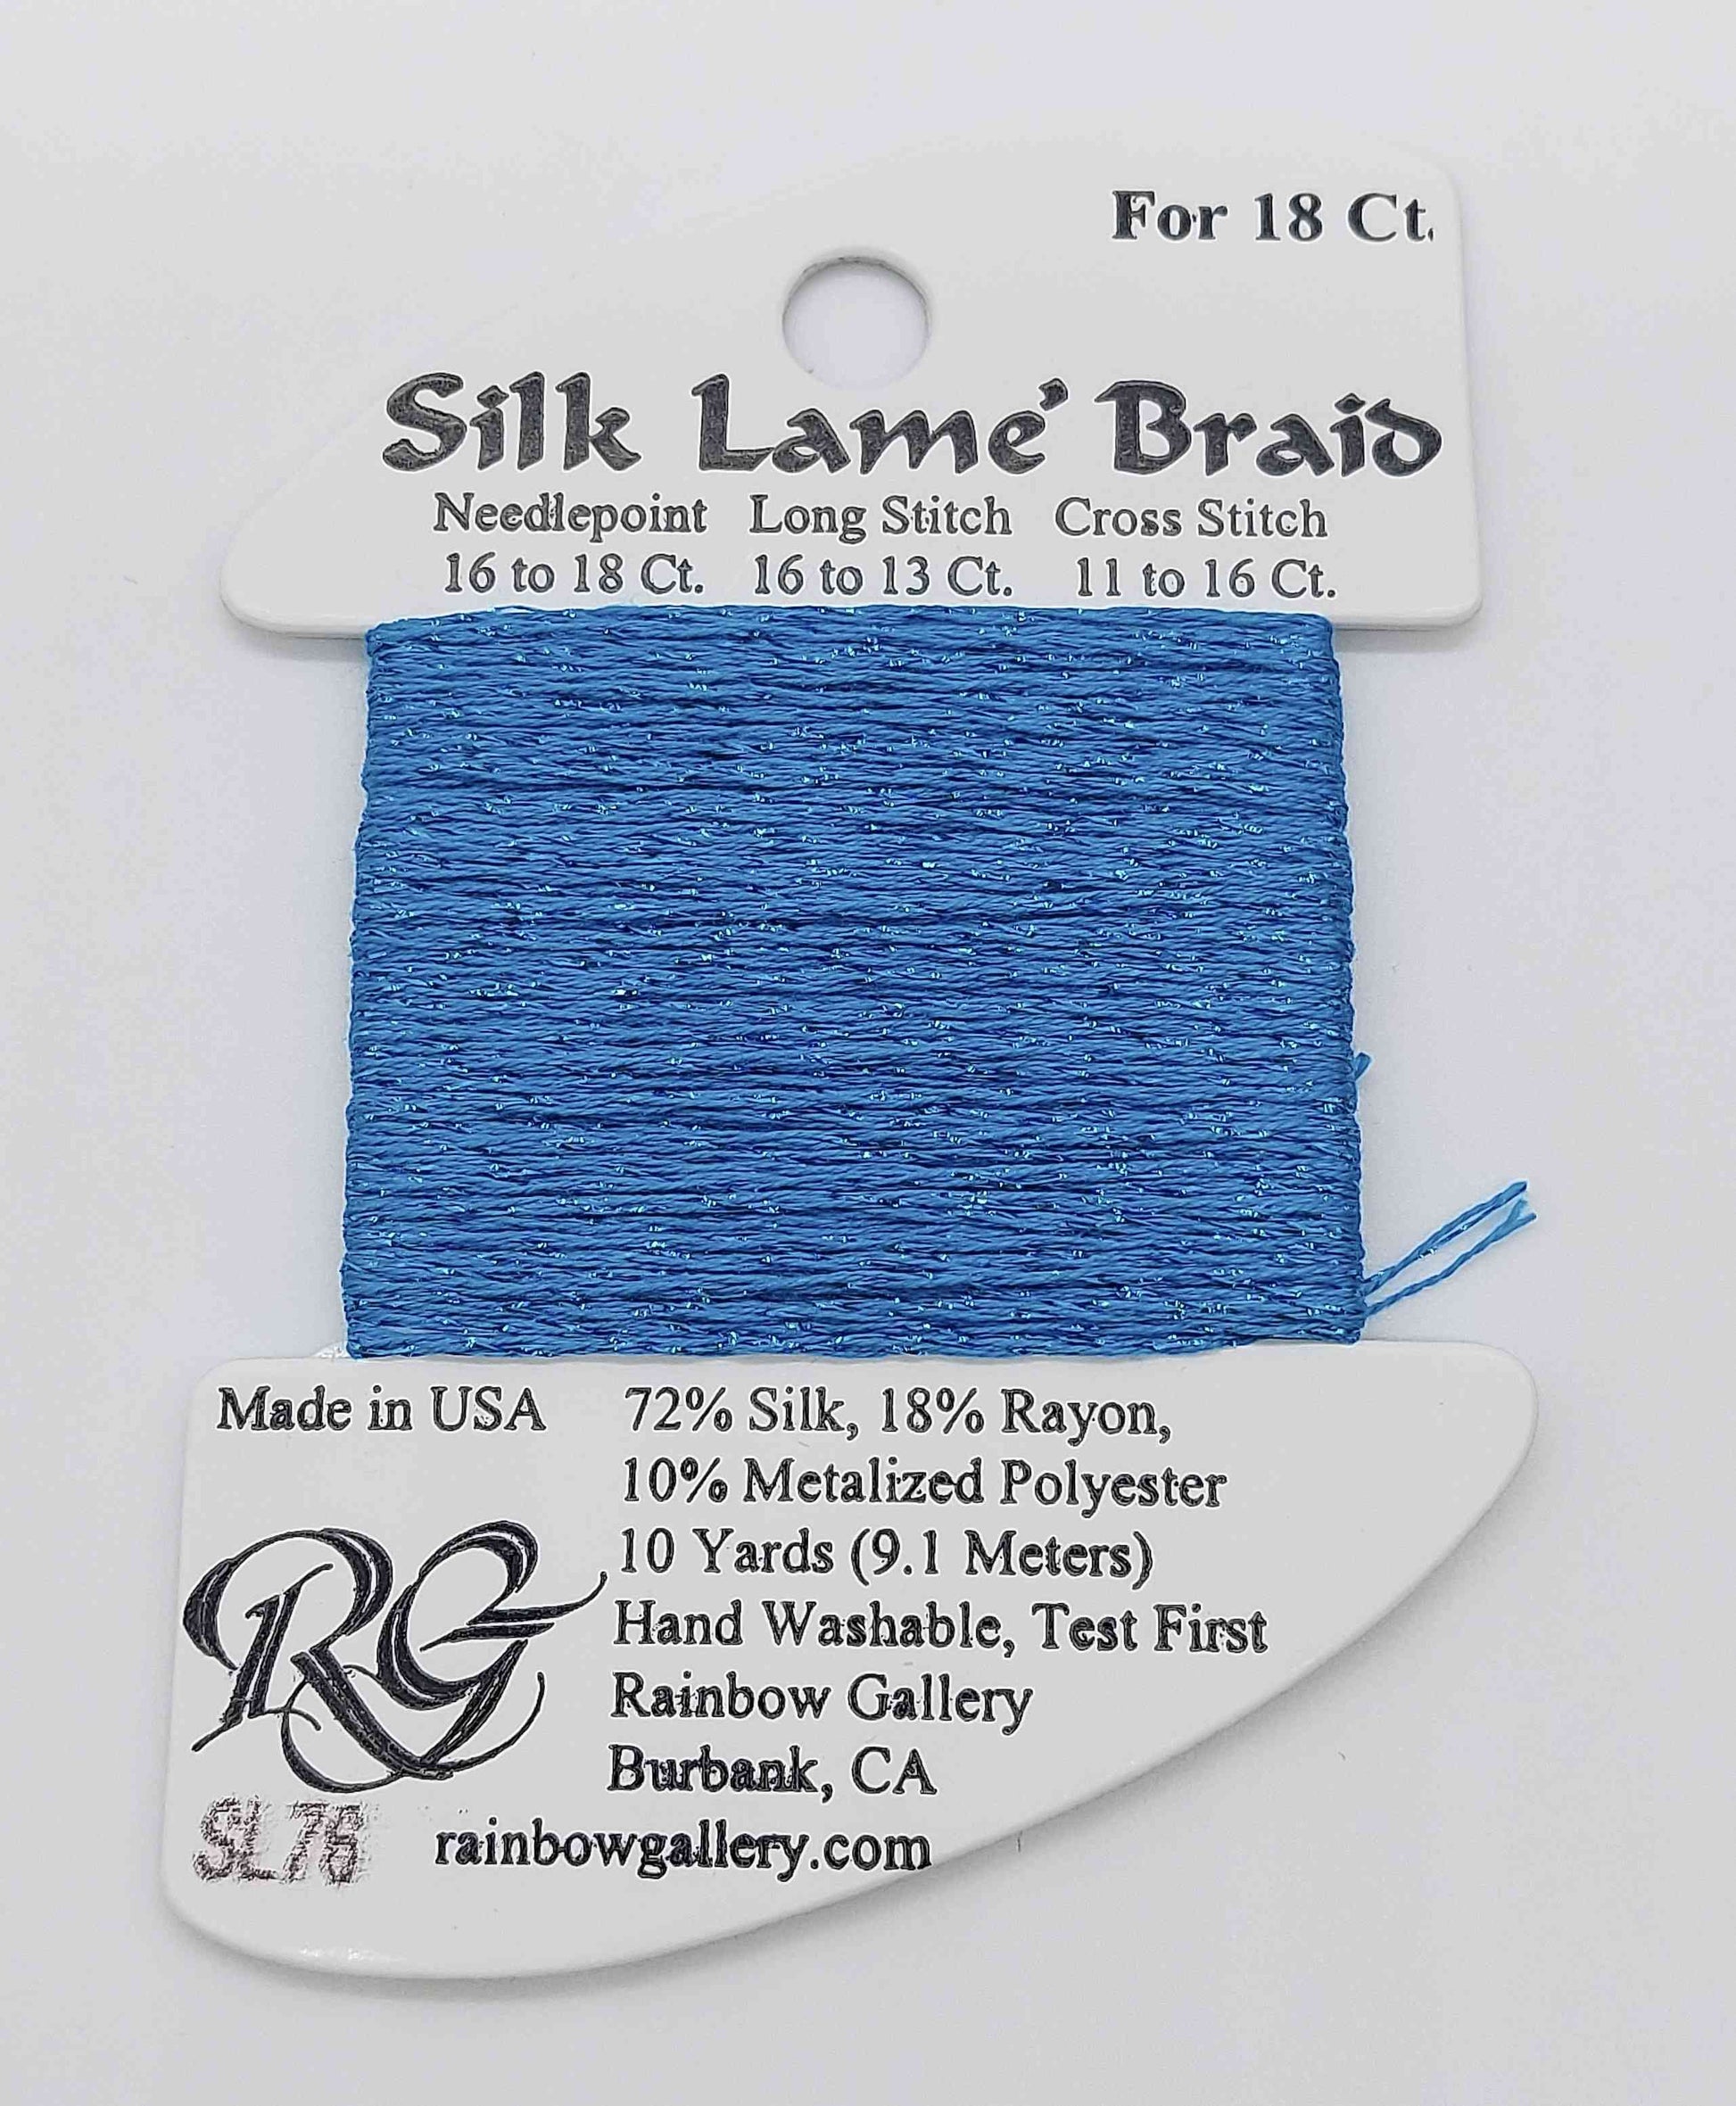 For 18 Ct.
Silk Lamé Braid
Needlepoint Long Stitch Cross Stitch
16 to 18 Ct. 16 to 13 Ct. 11 to 16 Ct.
Made in USA
72% Silk, 18% Rayon,
10% Metalized Polyester
10 Yards (9.1 Meters)
Hand Washable, Test First
Rainbow Gallery
Burbank, CA
RG
SL76
rainbowgallery.com